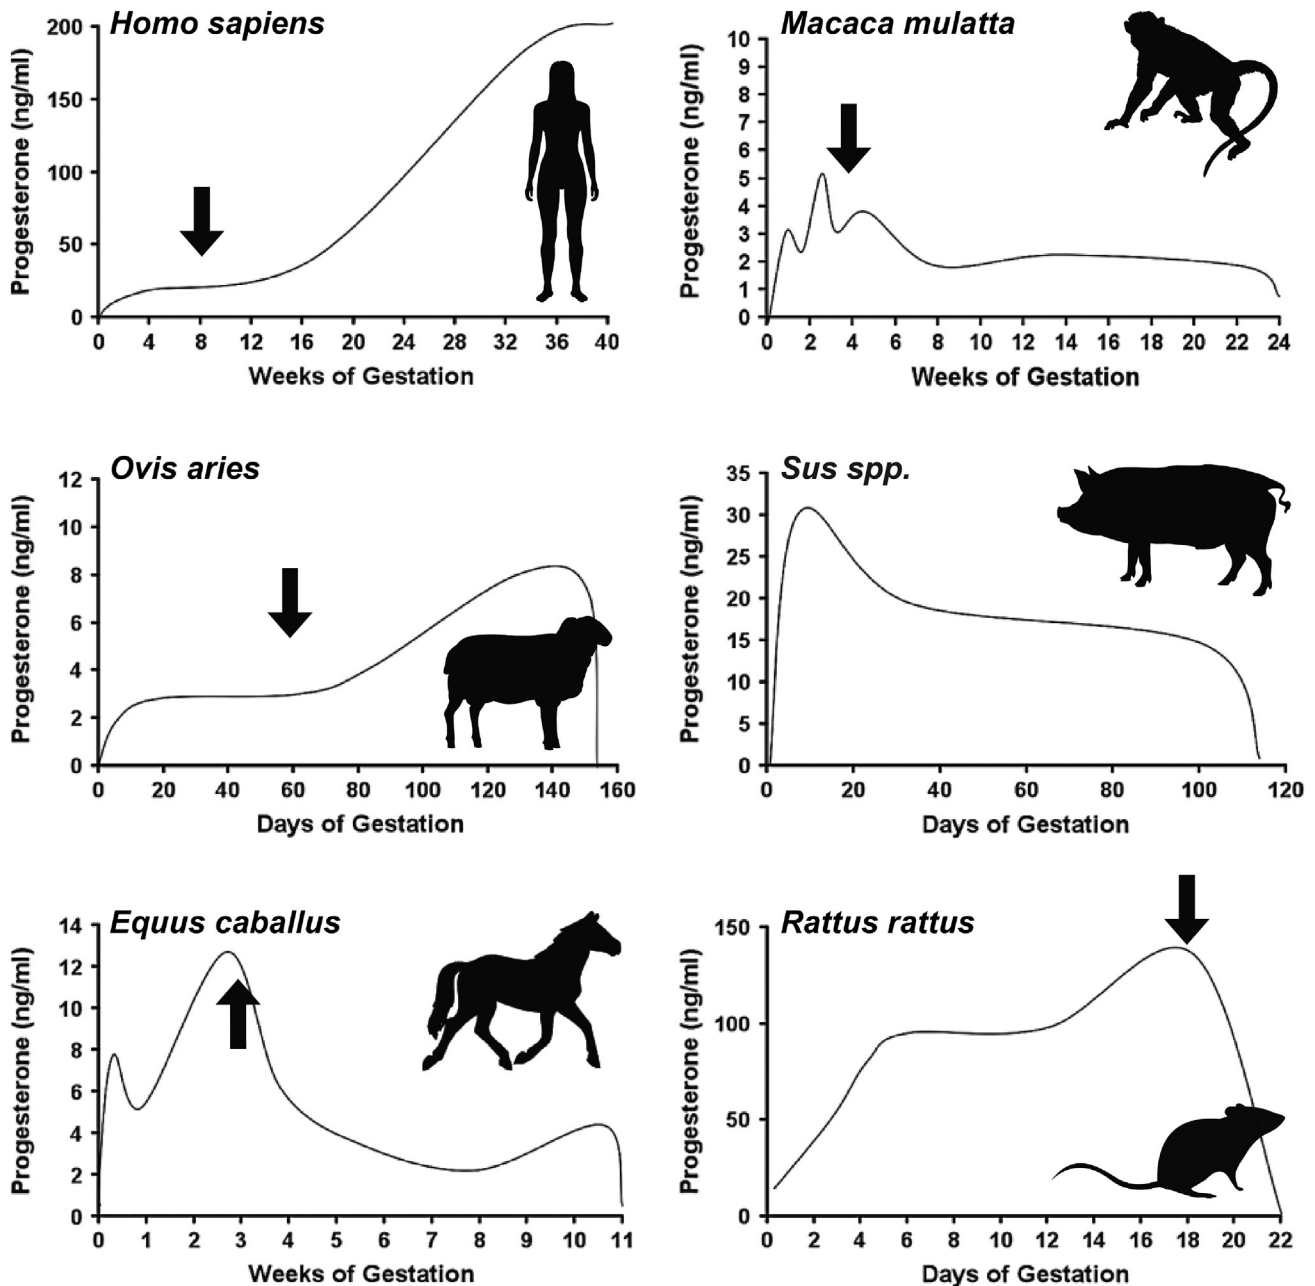 Homo sapiens
Progesterone (ng/ml)
200
150
100
50
0
0 4 8 12 16 20 24 28 32 36 40
Weeks of Gestation
Macaca mulatta
Progesterone (ng/ml)
10
9
8
7
6
5
4
3
2
1
0
0 2 4 6 8 10 12 14 16 18 20 22 24
Weeks of Gestation
Ovis aries
Progesterone (ng/ml)
12
10
8
6
4
2
0
0 20 40 60 80 100 120 140 160
Days of Gestation
Sus spp.
Progesterone (ng/ml)
35
30
25
20
15
10
5
0
0 20 40 60 80 100 120
Days of Gestation
Equus caballus
Progesterone (ng/ml)
14
12
10
8
6
4
2
0
0 1 2 3 4 5 6 7 8 9 10 11
Weeks of Gestation
Rattus rattus
Progesterone (ng/ml)
150
100
50
0
0 2 4 6 8 10 12 14 16 18 20 22
Days of Gestation